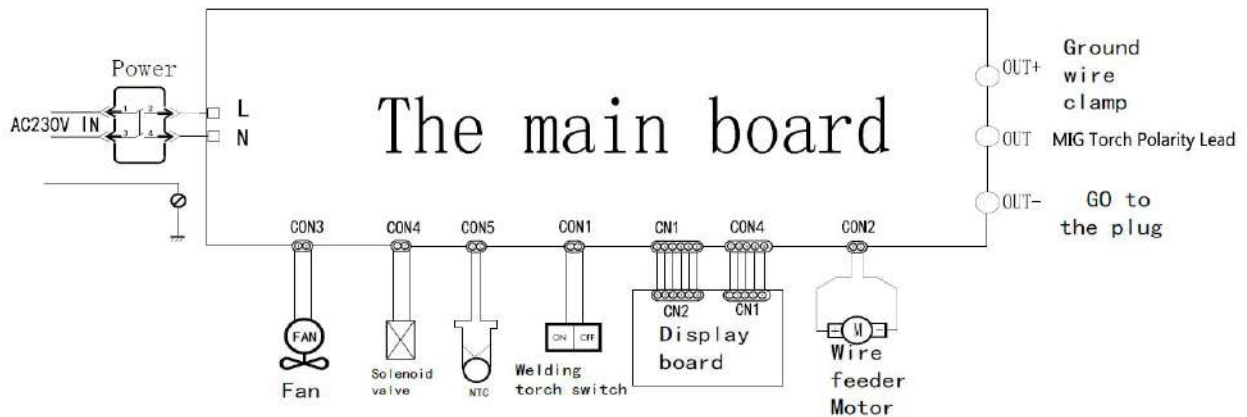 Power
AC230V IN
1 2
3 4
L
N
The main board
OUT+
Ground
wire
clamp
OUT
MIG Torch Polarity Lead
OUT-
GO to
the plug
CON3
CON4
CON5
CON1
CN1
CON4
CON2
FAN
Fan
Solenoid
valve
NTC
ON OFF
Welding
torch switch
CN2
CN1
Display
board
M
Wire
feeder
Motor